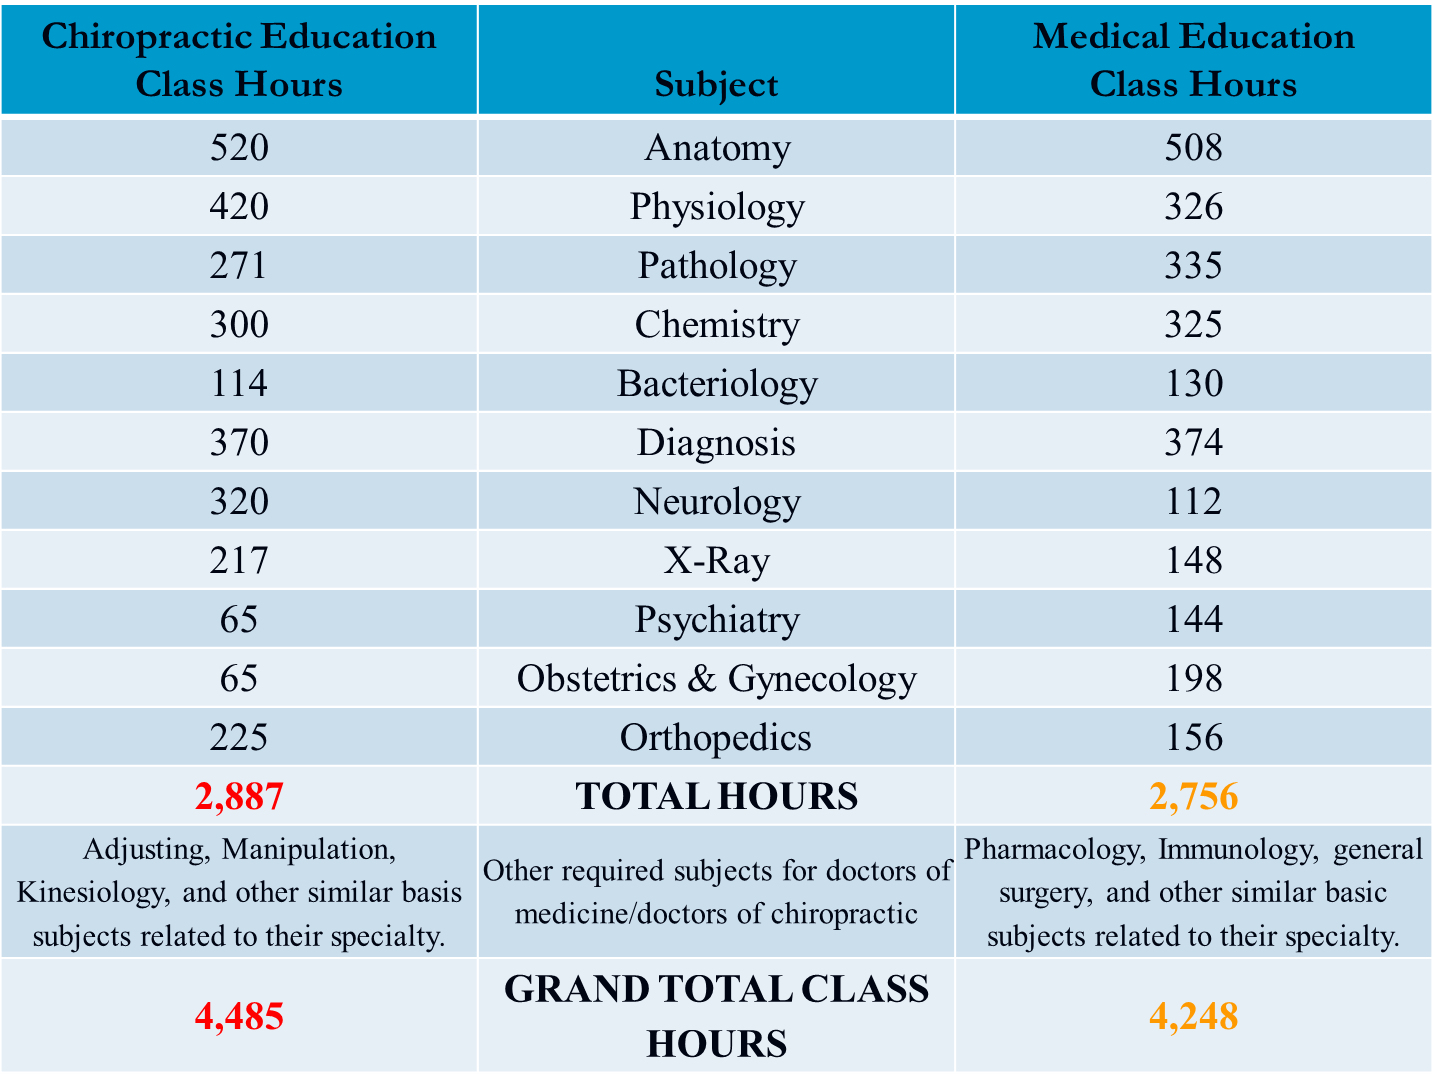 Chiropractic Education
Class Hours
Subject
Medical Education
Class Hours
520
Anatomy
508
420
Physiology
326
271
Pathology
335
300
Chemistry
325
114
Bacteriology
130
370
Diagnosis
374
320
Neurology
112
217
X-Ray
148
65
Psychiatry
144
65
Obstetrics & Gynecology
198
225
Orthopedics
156
2,887
TOTAL HOURS
2,756
Adjusting, Manipulation,
Kinesiology, and other similar basis
subjects related to their specialty.
Other required subjects for doctors of
medicine/doctors of chiropractic
Pharmacology, Immunology, general
surgery, and other similar basic
subjects related to their specialty.
4,485
GRAND TOTAL CLASS
HOURS
4,248